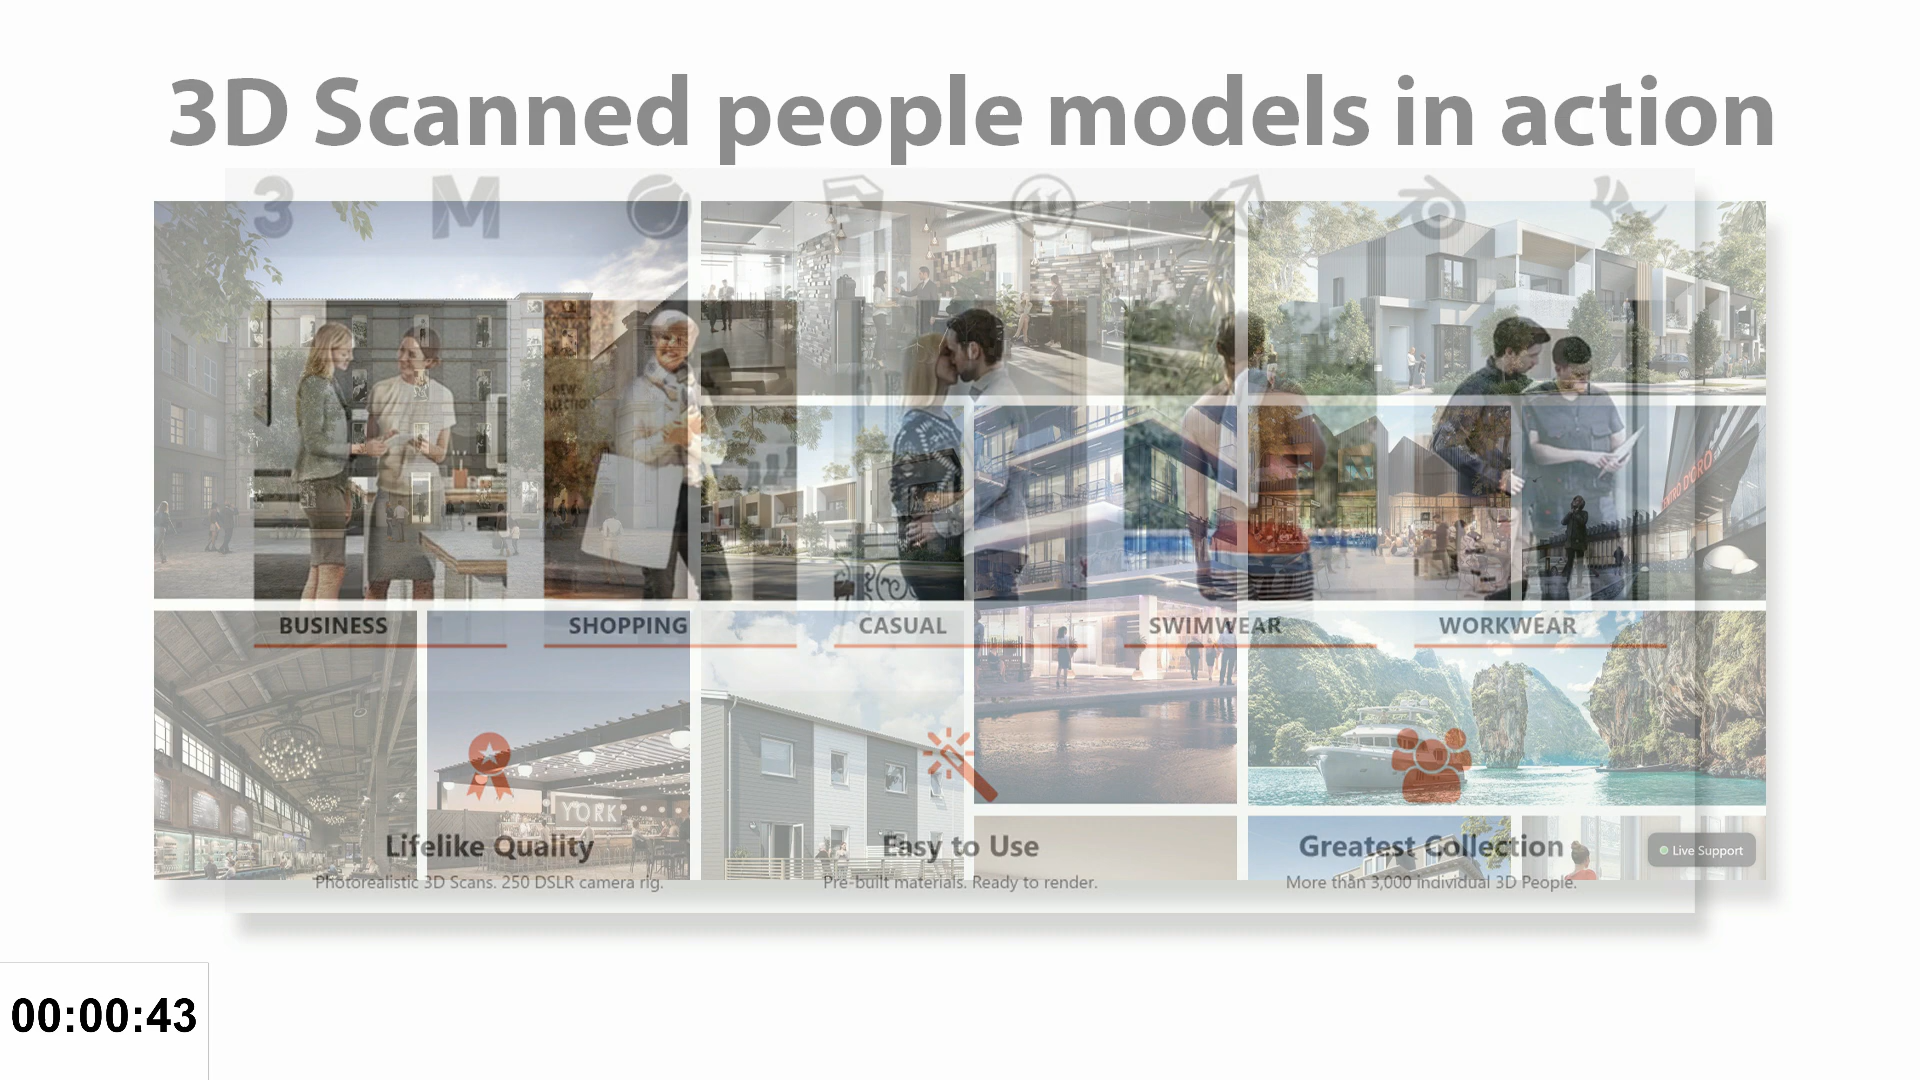 3D Scanned people models in action
NEW
YORK
BUSINESS
SHOPPING
CASUAL
SWIMWEAR
WORKWEAR
Lifelike Quality
Photorealistic 3D Scans. 250 DSLR camera rig.
Easy to Use
Pre-built materials. Ready to render.
Greatest Collection
More than 3,000 individual 3D People.
Live Support
00:00:43